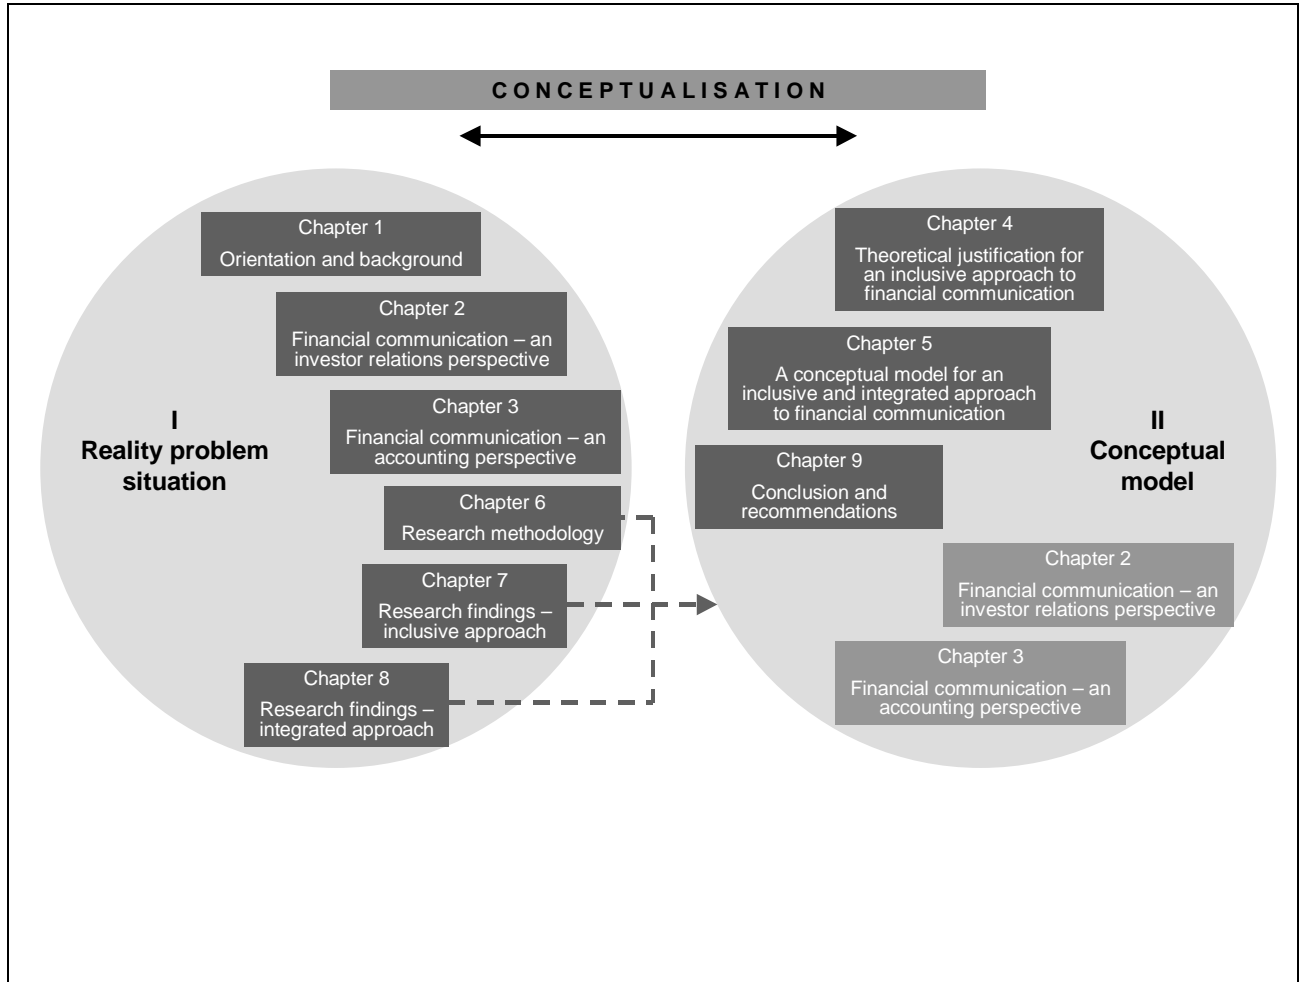 CONCEPTUALISATION
Chapter 1
Orientation and background
Chapter 2
Financial communication – an
investor relations perspective
Chapter 3
Financial communication – an
accounting perspective
I
Reality problem
situation
Chapter 6
Research methodology
Chapter 7
Research findings –
inclusive approach
Chapter 8
Research findings –
integrated approach
Chapter 4
Theoretical justification for
an inclusive approach to
financial communication
Chapter 5
A conceptual model for an
inclusive and integrated approach
to financial communication
II
Conceptual
model
Chapter 9
Conclusion and
recommendations
Chapter 2
Financial communication – an
investor relations perspective
Chapter 3
Financial communication – an
accounting perspective